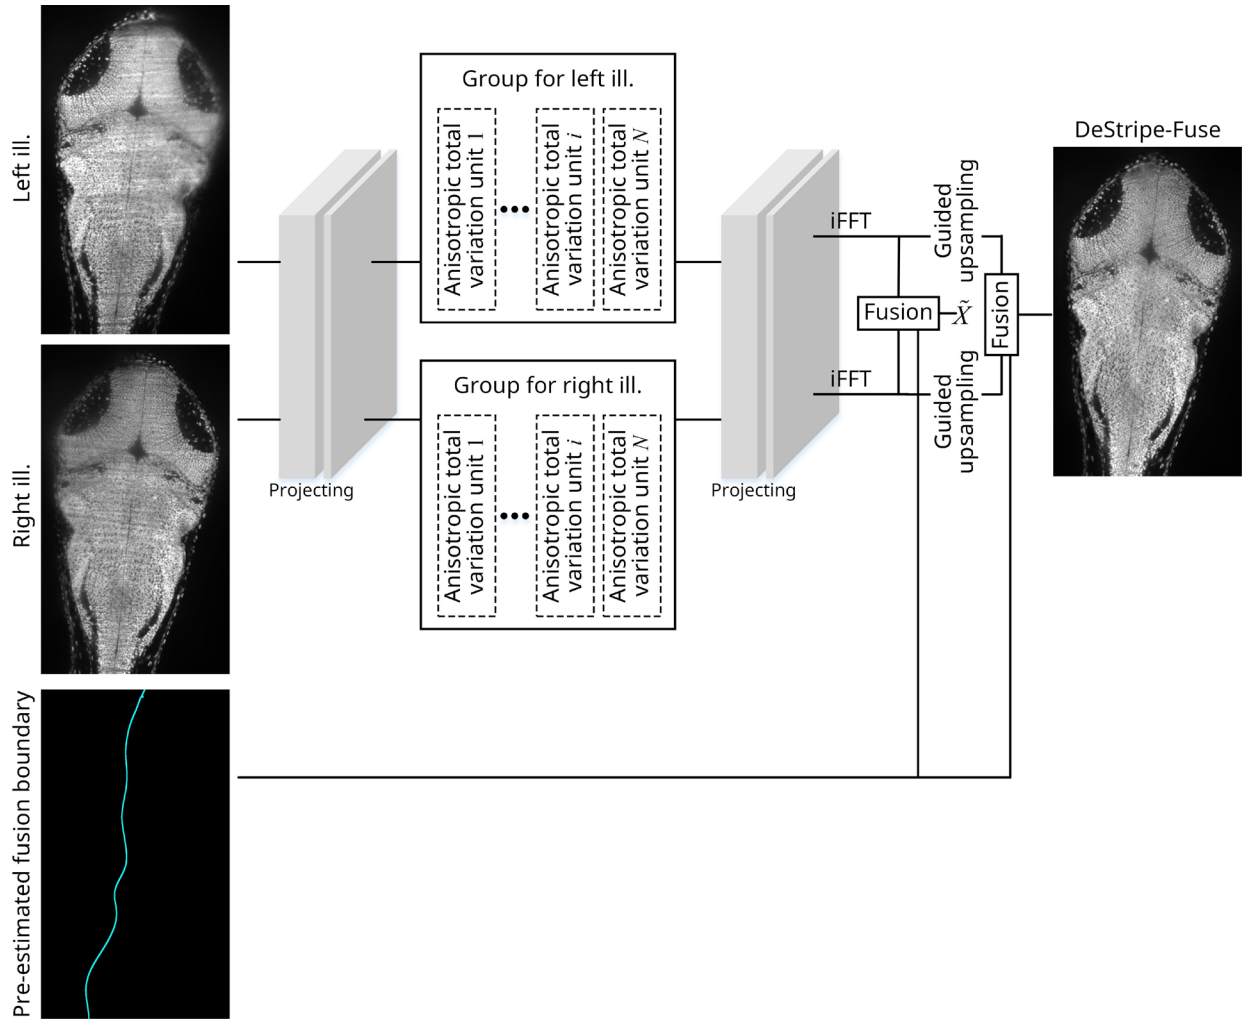 Left ill.
Right ill.
Pre-estimated fusion boundary
Projecting
Group for left ill.
Anisotropic total
variation unit 1
Anisotropic total
variation unit i
Anisotropic total
variation unit N
Group for right ill.
Anisotropic total
variation unit 1
Anisotropic total
variation unit i
Anisotropic total
variation unit N
Projecting
iFFT
iFFT
Fusion
X̃
Guided
upsampling
Guided
upsampling
Fusion
DeStripe-Fuse